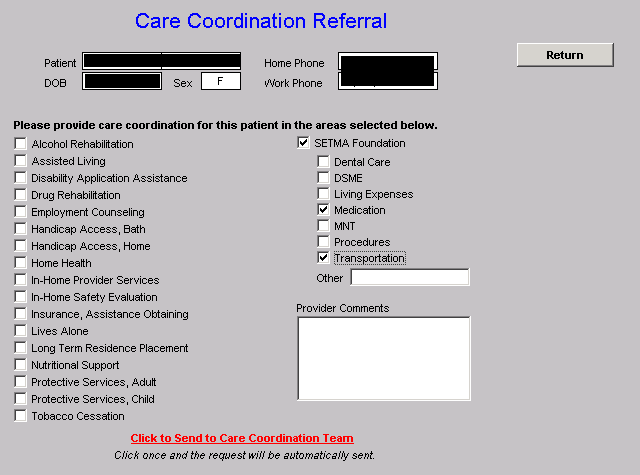 Care Coordination Referral
Patient
Home Phone
Return
DOB
Sex F
Work Phone
Please provide care coordination for this patient in the areas selected below.
Alcohol Rehabilitation
Assisted Living
Disability Application Assistance
Drug Rehabilitation
Employment Counseling
Handicap Access, Bath
Handicap Access, Home
Home Health
In-Home Provider Services
In-Home Safety Evaluation
Insurance, Assistance Obtaining
Lives Alone
Long Term Residence Placement
Nutritional Support
Protective Services, Adult
Protective Services, Child
Tobacco Cessation
SETMA Foundation
Dental Care
DSME
Living Expenses
Medication
MNT
Procedures
Transportation
Other
Provider Comments
Click to Send to Care Coordination Team
Click once and the request will be automatically sent.